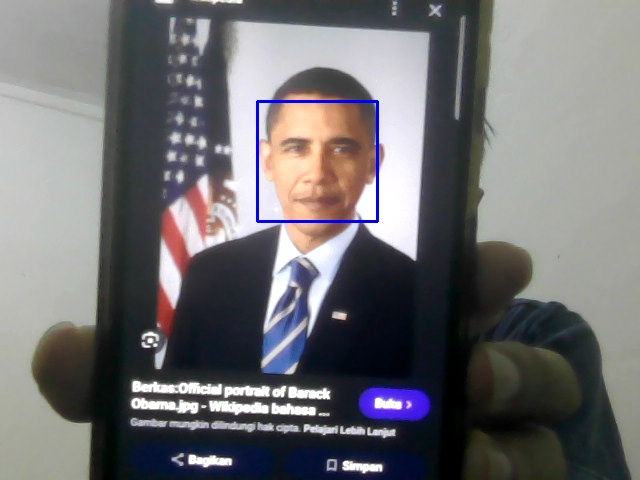 Berkas:Official portrait of Barack
Obama.jpg - Wikipedia bahasa ...
Buka >
Gambar mungkin dilindungi hak cipta. Pelajari Lebih Lanjut
Bagikan
Simpan